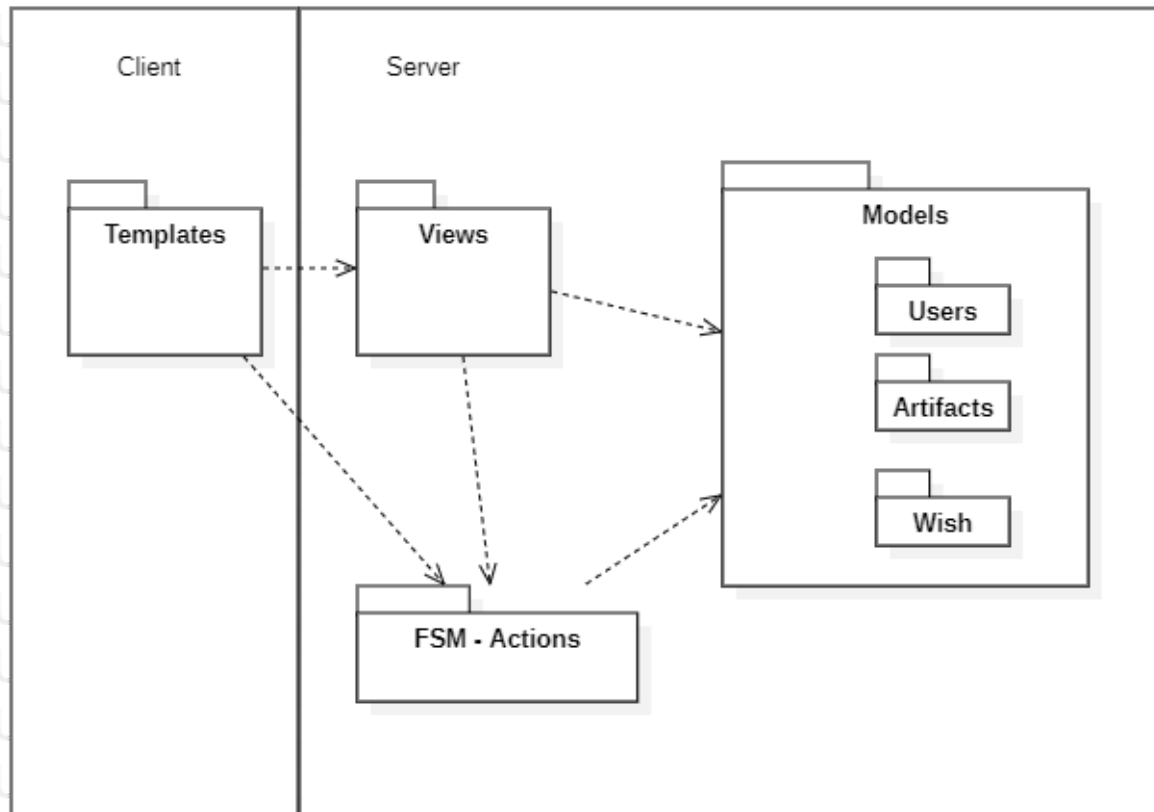 Client
Server
Templates
Views
Models
Users
Artifacts
Wish
FSM - Actions